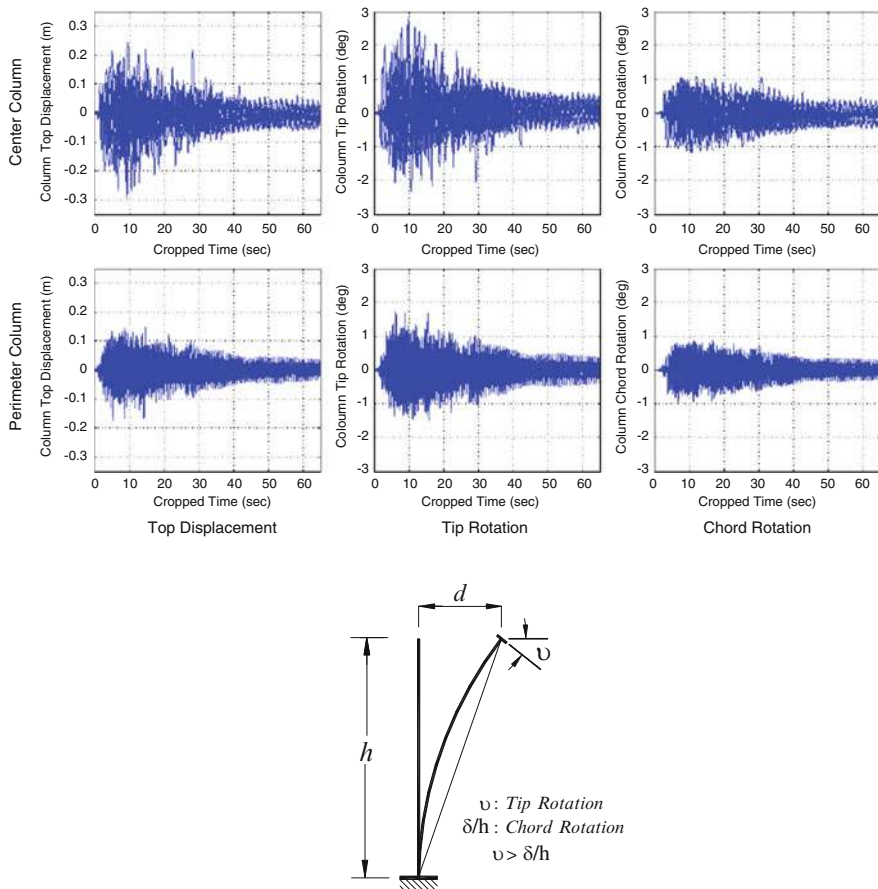 Center Column
Column Top Displacement (m)
0.3
0.2
0.1
0
-0.1
-0.2
-0.3
0 10 20 30 40 50 60
Cropped Time (sec)
Coloumn Tip Rotation (deg)
3
2
1
0
-1
-2
-3
0 10 20 30 40 50 60
Cropped Time (sec)
Column Chord Rotation (deg)
3
2
1
0
-1
-2
-3
0 10 20 30 40 50 60
Cropped Time (sec)
Perimeter Column
Column Top Displacement (m)
0.3
0.2
0.1
0
-0.1
-0.2
-0.3
0 10 20 30 40 50 60
Cropped Time (sec)
Top Displacement
Coloumn Tip Rotation (deg)
3
2
1
0
-1
-2
-3
0 10 20 30 40 50 60
Cropped Time (sec)
Tip Rotation
Column Chord Rotation (deg)
3
2
1
0
-1
-2
-3
0 10 20 30 40 50 60
Cropped Time (sec)
Chord Rotation
d
υ
h
υ : Tip Rotation
δ/h : Chord Rotation
υ > δ/h